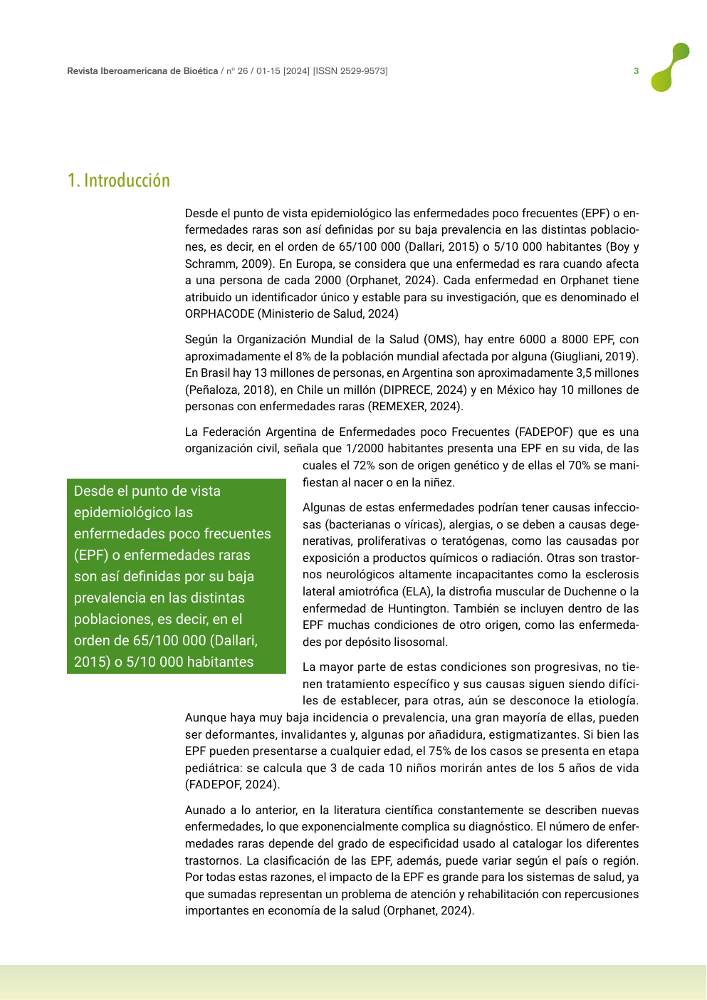 Revista Iberoamericana de Bioética / nº 26 / 01-15 [2024] [ISSN 2529-9573]
3
1. Introducción
Desde el punto de vista epidemiológico las enfermedades poco frecuentes (EPF) o en-
fermedades raras son así definidas por su baja prevalencia en las distintas poblacio-
nes, es decir, en el orden de 65/100 000 (Dallari, 2015) o 5/10 000 habitantes (Boy y
Schramm, 2009). En Europa, se considera que una enfermedad es rara cuando afecta
a una persona de cada 2000 (Orphanet, 2024). Cada enfermedad en Orphanet tiene
atribuido un identificador único y estable para su investigación, que es denominado el
ORPHACODE (Ministerio de Salud, 2024)
Según la Organización Mundial de la Salud (OMS), hay entre 6000 a 8000 EPF, con
aproximadamente el 8% de la población mundial afectada por alguna (Giugliani, 2019).
En Brasil hay 13 millones de personas, en Argentina son aproximadamente 3,5 millones
(Peñaloza, 2018), en Chile un millón (DIPRECE, 2024) y en México hay 10 millones de
personas con enfermedades raras (REMEXER, 2024).
La Federación Argentina de Enfermedades poco Frecuentes (FADEPOF) que es una
organización civil, señala que 1/2000 habitantes presenta una EPF en su vida, de las
cuales el 72% son de origen genético y de ellas el 70% se mani-
fiestan al nacer o en la niñez.
Desde el punto de vista
epidemiológico las
enfermedades poco frecuentes
(EPF) o enfermedades raras
son así definidas por su baja
prevalencia en las distintas
poblaciones, es decir, en el
orden de 65/100 000 (Dallari,
2015) o 5/10 000 habitantes
Algunas de estas enfermedades podrían tener causas infeccio-
sas (bacterianas o víricas), alergias, o se deben a causas dege-
nerativas, proliferativas o teratógenas, como las causadas por
exposición a productos químicos o radiación. Otras son trastor-
nos neurológicos altamente incapacitantes como la esclerosis
lateral amiotrófica (ELA), la distrofia muscular de Duchenne o la
enfermedad de Huntington. También se incluyen dentro de las
EPF muchas condiciones de otro origen, como las enfermeda-
des por depósito lisosomal.
La mayor parte de estas condiciones son progresivas, no tie-
nen tratamiento específico y sus causas siguen siendo difíci-
les de establecer, para otras, aún se desconoce la etiología.
Aunque haya muy baja incidencia o prevalencia, una gran mayoría de ellas, pueden
ser deformantes, invalidantes y, algunas por añadidura, estigmatizantes. Si bien las
EPF pueden presentarse a cualquier edad, el 75% de los casos se presenta en etapa
pediátrica: se calcula que 3 de cada 10 niños morirán antes de los 5 años de vida
(FADEPOF, 2024).
Aunado a lo anterior, en la literatura científica constantemente se describen nuevas
enfermedades, lo que exponencialmente complica su diagnóstico. El número de enfer-
medades raras depende del grado de especificidad usado al catalogar los diferentes
trastornos. La clasificación de las EPF, además, puede variar según el país o región.
Por todas estas razones, el impacto de la EPF es grande para los sistemas de salud, ya
que sumadas representan un problema de atención y rehabilitación con repercusiones
importantes en economía de la salud (Orphanet, 2024).